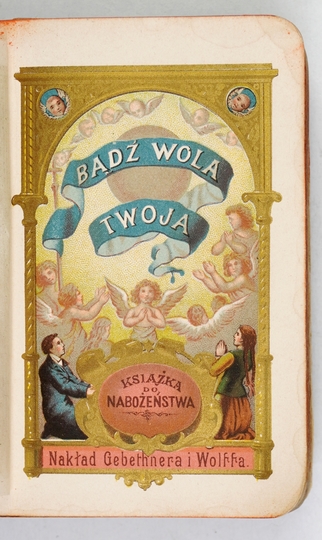 BĄDŹ WOLA
TWOJA
KSIĄŻKA
DO
NABOŻEŃSTWA
Nakład Gebethnera i Wolffa.